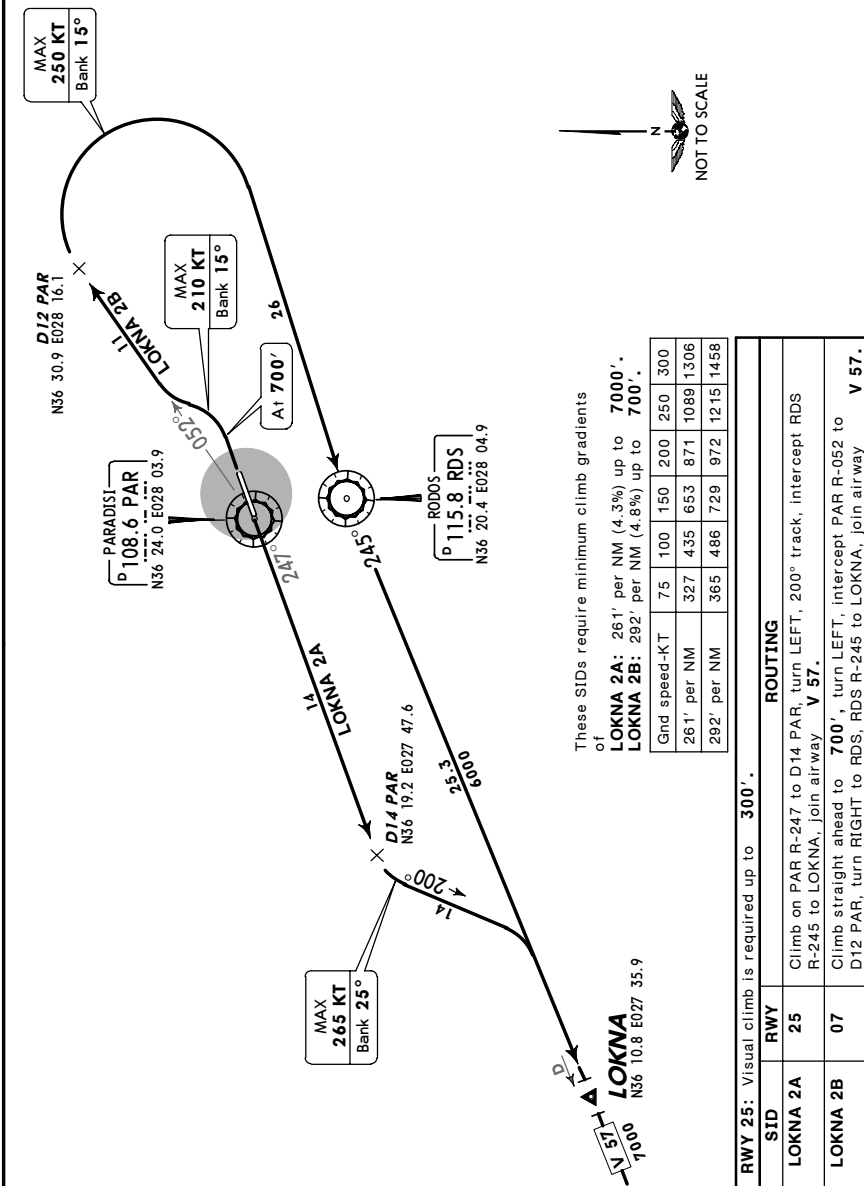 MAX
250 KT
Bank 15°
D12 PAR
N36 30.9 E028 16.1
11
LOKNA 2B
MAX
210 KT
Bank 15°
052°
At 700'
26
PARADISI
D 108.6 PAR
N36 24.0 E028 03.9
247°
RODOS
D 115.8 RDS
N36 20.4 E028 04.9
245°
14
LOKNA 2A
D14 PAR
N36 19.2 E027 47.6
25.3
6000
200°
14
MAX
265 KT
Bank 25°
D
LOKNA
N36 10.8 E027 35.9
V 57
7000
N
NOT TO SCALE
These SIDs require minimum climb gradients
of
LOKNA 2A: 261' per NM (4.3%) up to 7000'.
LOKNA 2B: 292' per NM (4.8%) up to 700'.
Gnd speed-KT 75 100 150 200 250 300
261' per NM 327 435 653 871 1089 1306
292' per NM 365 486 729 972 1215 1458
RWY 25: Visual climb is required up to 300'.
SID RWY ROUTING
LOKNA 2A 25 Climb on PAR R-247 to D14 PAR, turn LEFT, 200° track, intercept RDS
R-245 to LOKNA, join airway V 57.
LOKNA 2B 07 Climb straight ahead to 700', turn LEFT, intercept PAR R-052 to
D12 PAR, turn RIGHT to RDS, RDS R-245 to LOKNA, join airway V 57.